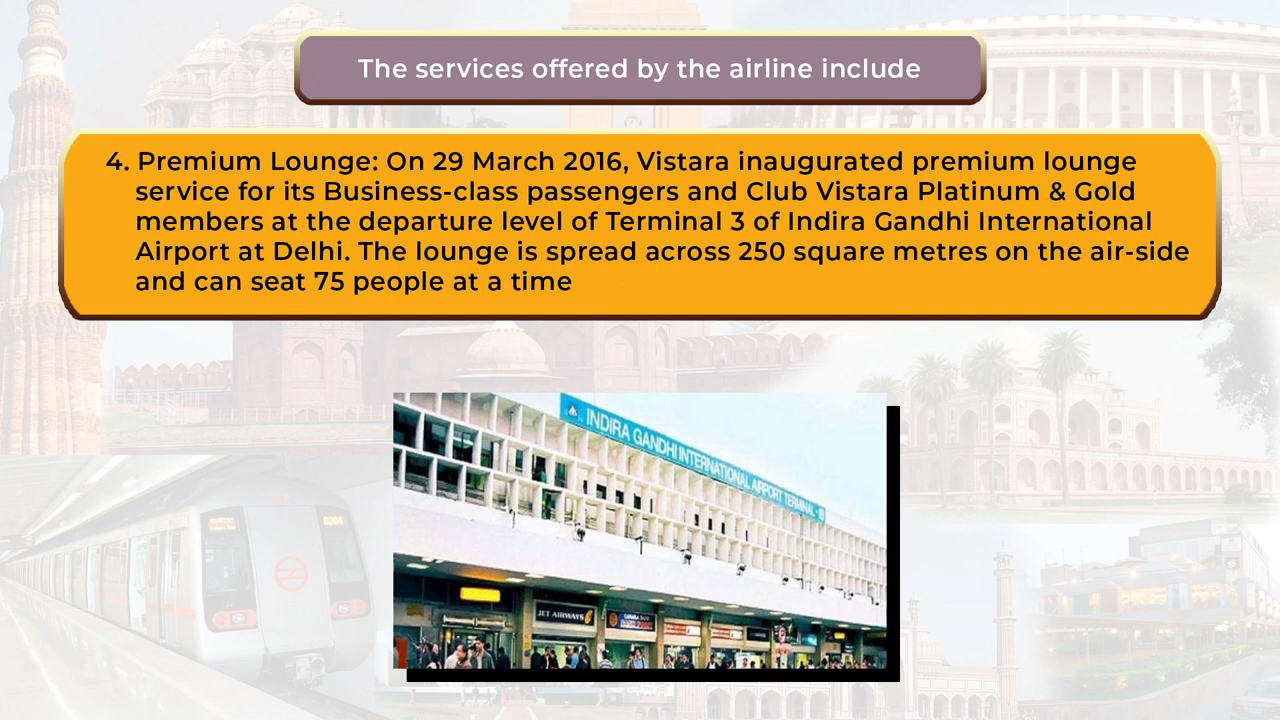 The services offered by the airline include
4. Premium Lounge: On 29 March 2016, Vistara inaugurated premium lounge
service for its Business-class passengers and Club Vistara Platinum & Gold
members at the departure level of Terminal 3 of Indira Gandhi International
Airport at Delhi. The lounge is spread across 250 square metres on the air-side
and can seat 75 people at a time
INDIRA GANDHI INTERNATIONAL AIRPORT TERMINAL
JET AIRWAYS